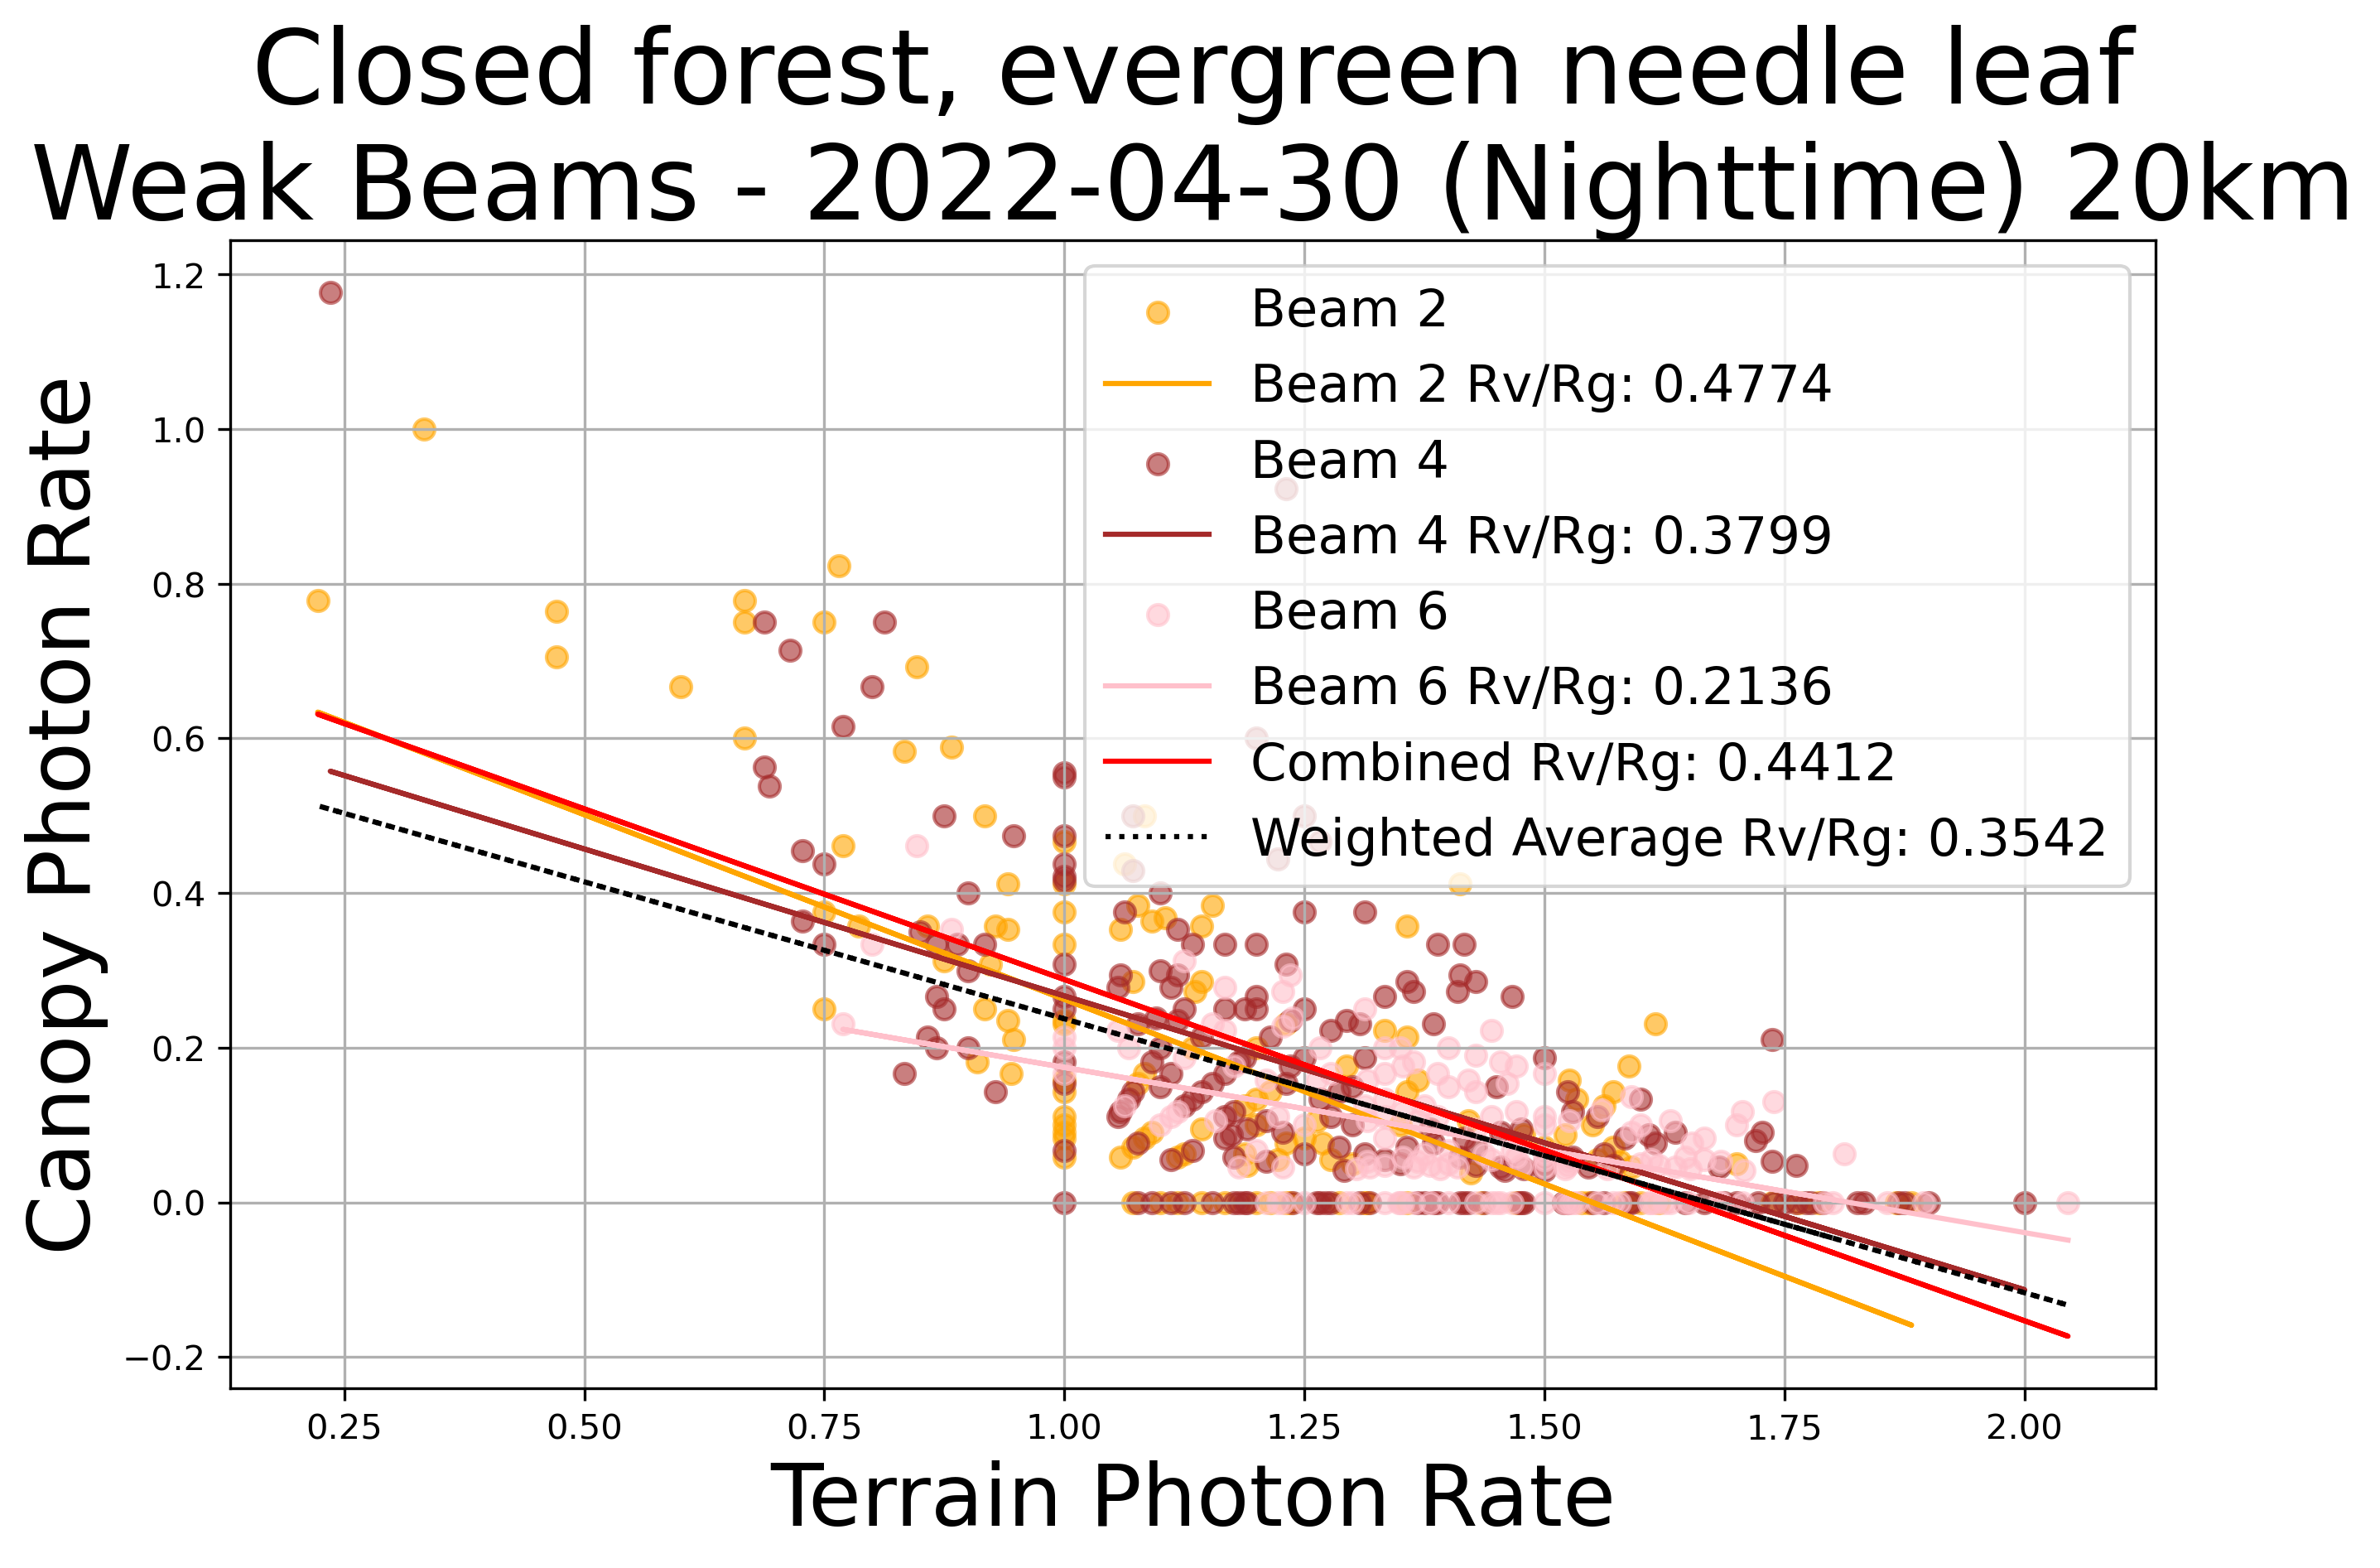 Closed forest, evergreen needle leaf
Weak Beams - 2022-04-30 (Nighttime) 20km
Canopy Photon Rate
1.2
1.0
0.8
0.6
0.4
0.2
0.0
−0.2
Beam 2
Beam 2 Rv/Rg: 0.4774
Beam 4
Beam 4 Rv/Rg: 0.3799
Beam 6
Beam 6 Rv/Rg: 0.2136
Combined Rv/Rg: 0.4412
Weighted Average Rv/Rg: 0.3542
0.25 0.50 0.75 1.00 1.25 1.50 1.75 2.00
Terrain Photon Rate